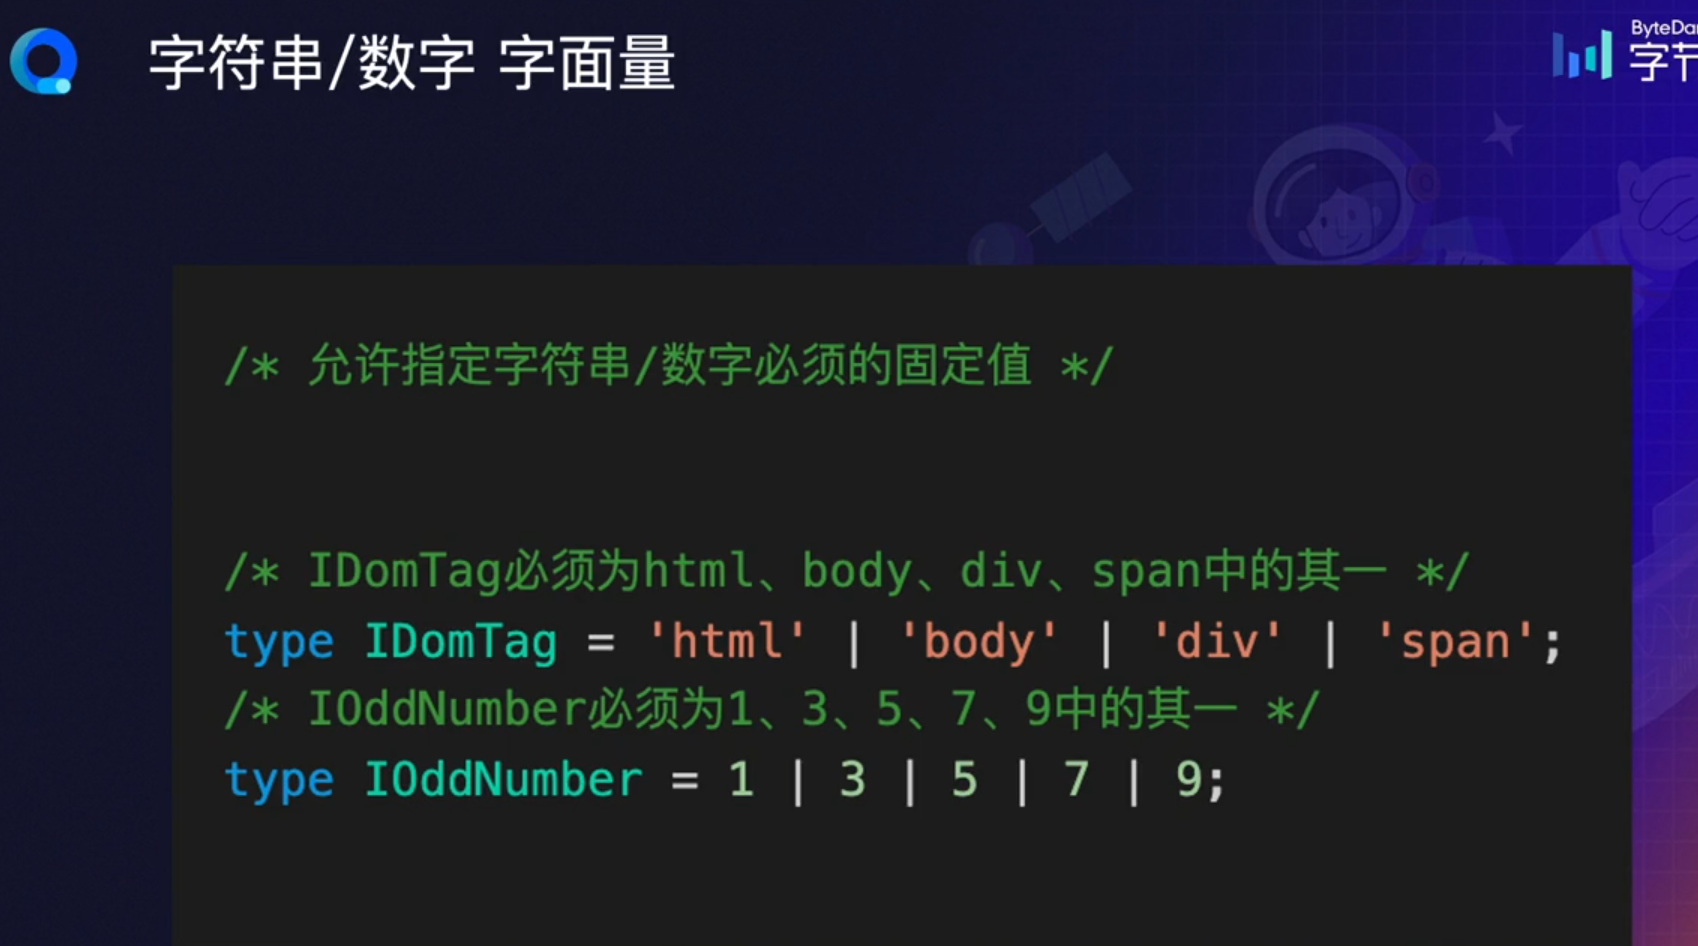 字符串/数字 字面量
字节
/* 允许指定字符串/数字必须的固定值 */
/* IDomTag必须为html、body、div、span中的其一 */
type IDomTag = 'html' | 'body' | 'div' | 'span';
/* IOddNumber必须为1、3、5、7、9中的其一 */
type IOddNumber = 1 | 3 | 5 | 7 | 9;